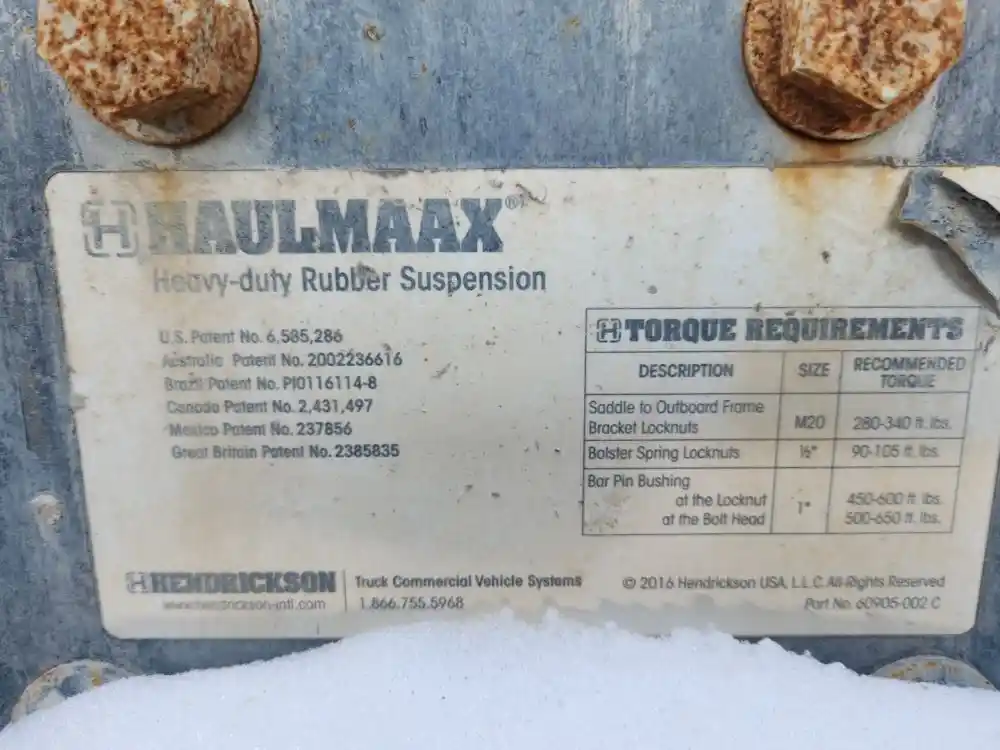 H HAULMAAX®
Heavy-duty Rubber Suspension
U.S. Patent No. 6,585,286
Australia Patent No. 2002236616
Brazil Patent No. PI0116114-8
Canada Patent No. 2,431,497
Mexico Patent No. 237856
Great Britain Patent No. 2385835
H TORQUE REQUIREMENTS
DESCRIPTION SIZE RECOMMENDED TORQUE
Saddle to Outboard Frame
Bracket Locknuts M20 280-340 ft. lbs.
Bolster Spring Locknuts ½" 90-105 ft. lbs.
Bar Pin Bushing
at the Locknut 1" 450-600 ft. lbs.
at the Bolt Head 500-650 ft. lbs.
H HENDRICKSON Truck Commercial Vehicle Systems
www.hendrickson-intl.com 1.866.755.5968
© 2016 Hendrickson USA, L.L.C. All Rights Reserved
Part No. 60905-002 C